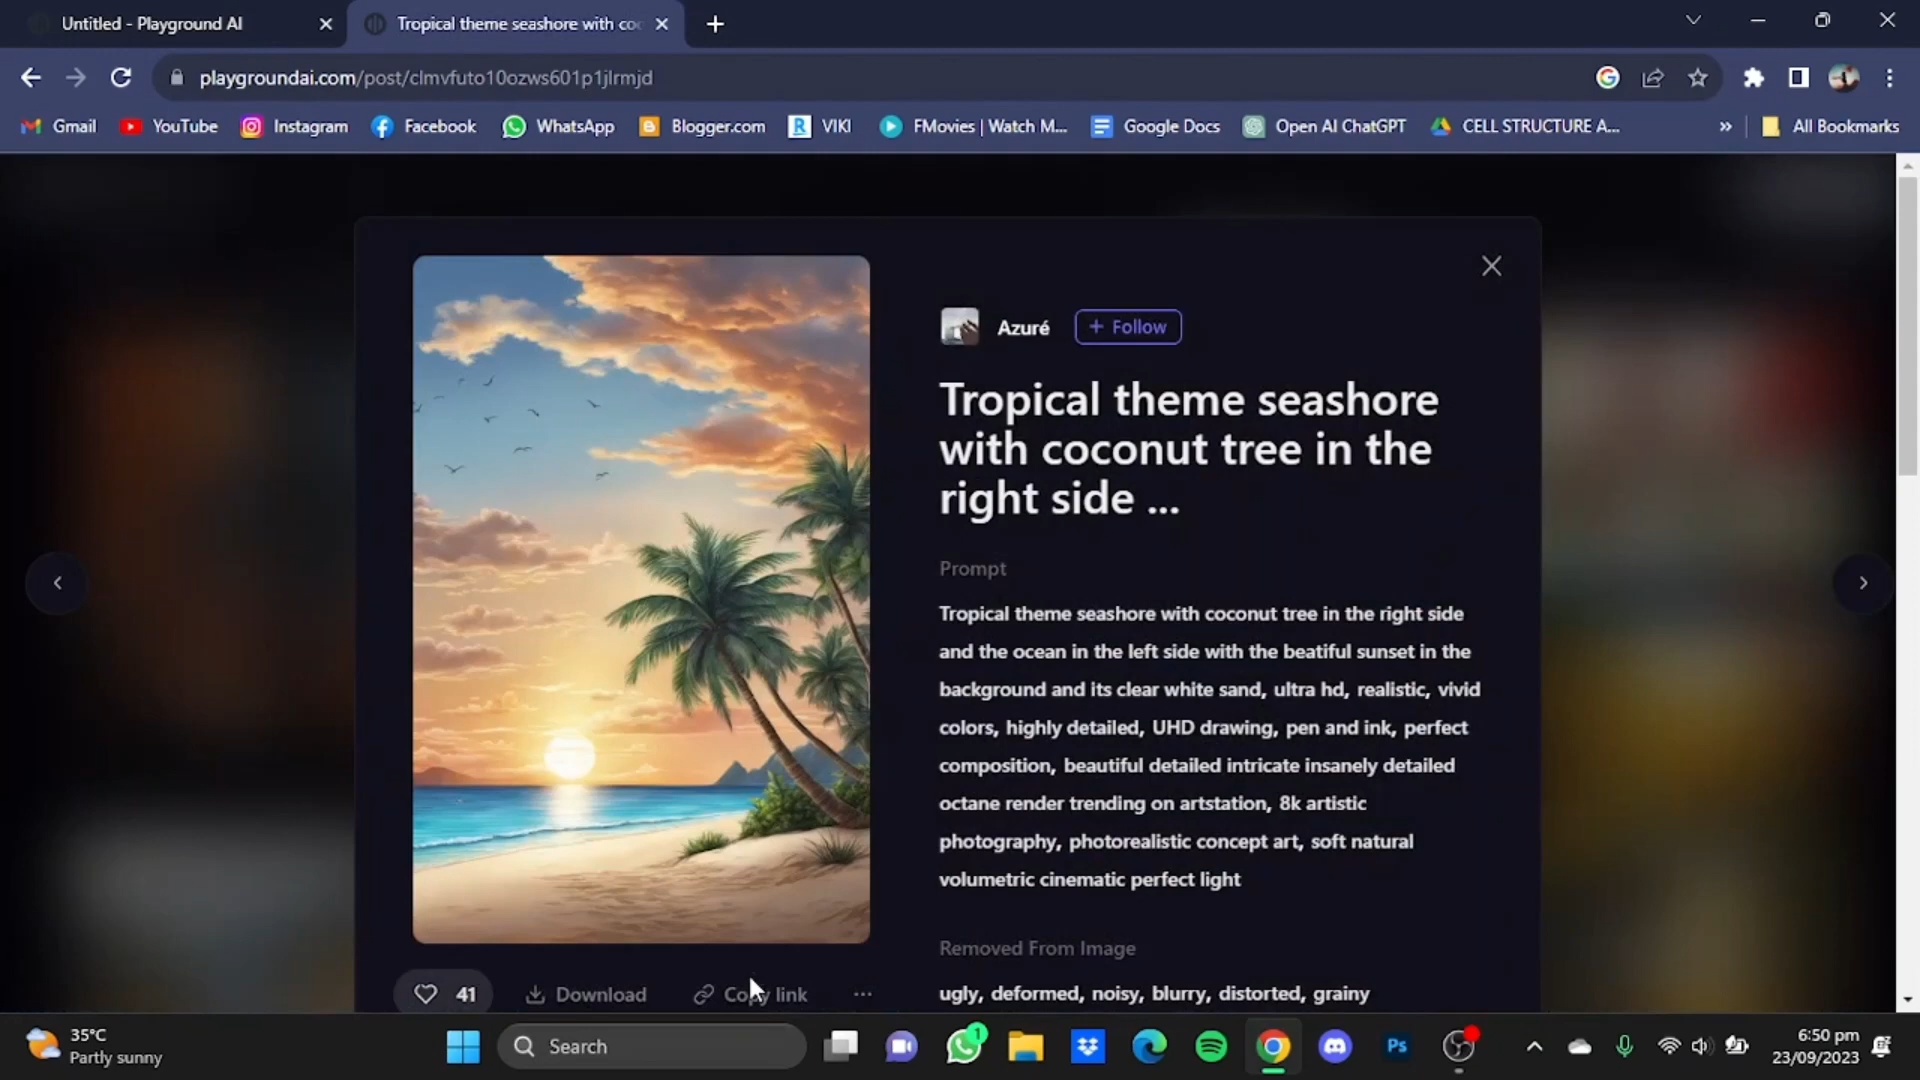 Untitled - Playground AI
Tropical theme seashore with coc
playgroundai.com/post/clmvfuto10ozws601p1jlrmjd
Gmail YouTube Instagram Facebook WhatsApp Blogger.com VIKI FMovies | Watch M... Google Docs Open AI ChatGPT CELL STRUCTURE A... » All Bookmarks
Azuré + Follow
Tropical theme seashore
with coconut tree in the
right side ...
Prompt
Tropical theme seashore with coconut tree in the right side
and the ocean in the left side with the beatiful sunset in the
background and its clear white sand, ultra hd, realistic, vivid
colors, highly detailed, UHD drawing, pen and ink, perfect
composition, beautiful detailed intricate insanely detailed
octane render trending on artstation, 8k artistic
photography, photorealistic concept art, soft natural
volumetric cinematic perfect light
Removed From Image
ugly, deformed, noisy, blurry, distorted, grainy
41 Download Copy link ...
35°C
Partly sunny
Search
1
Ps
6:50 pm
23/09/2023